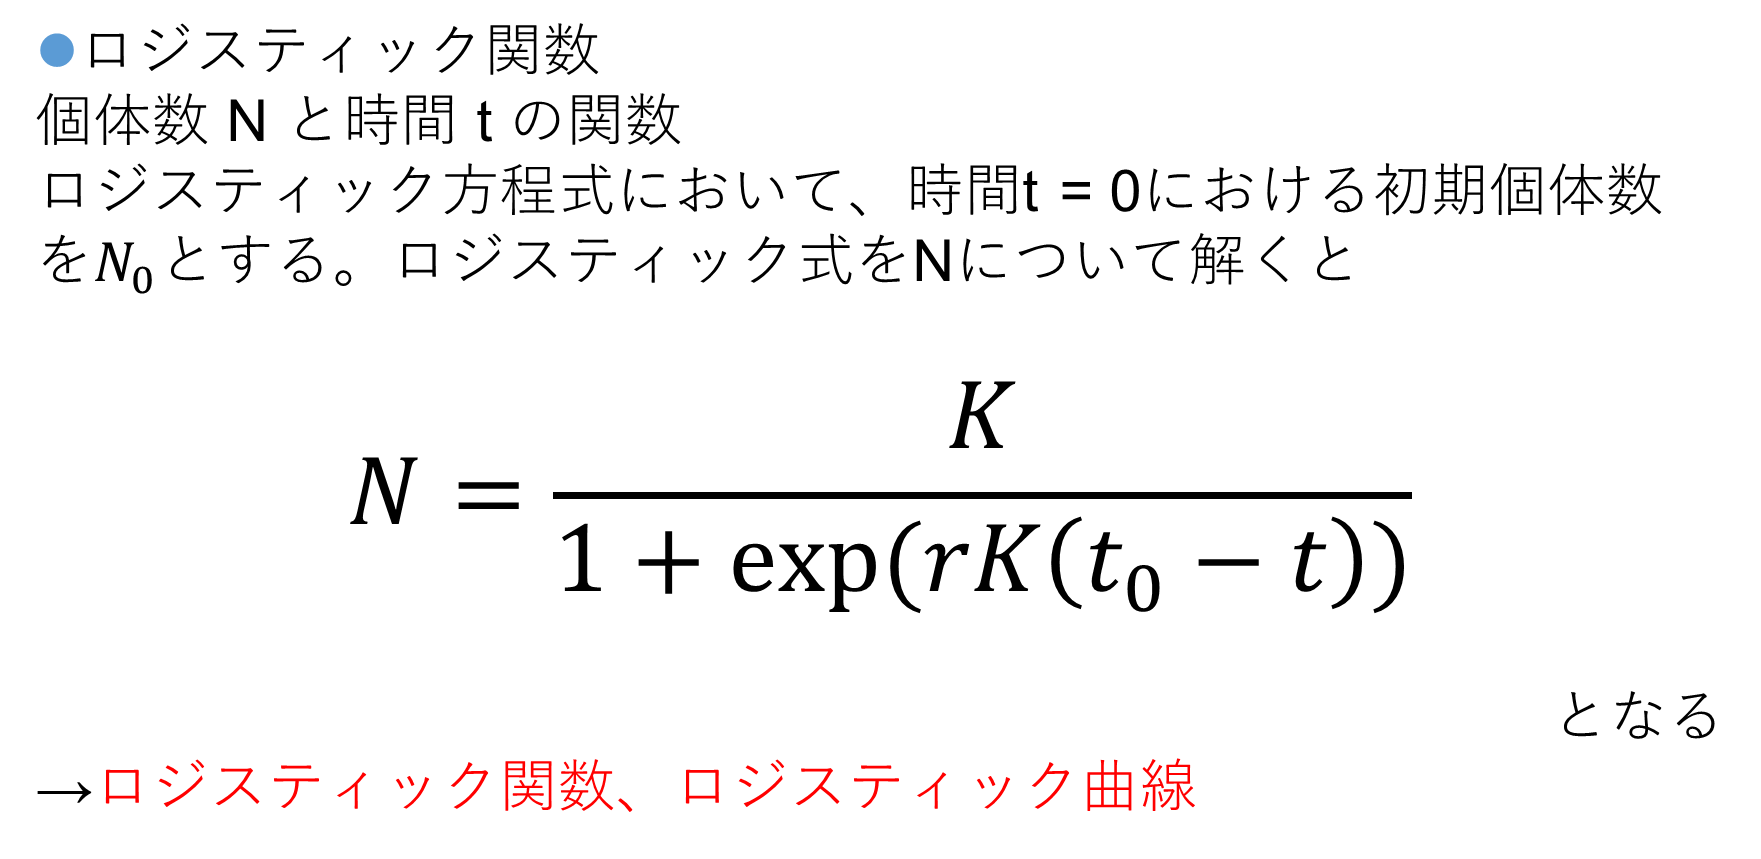 ●ロジスティック関数
個体数 N と時間 t の関数
ロジスティック方程式において、時間t = 0における初期個体数
をN₀とする。ロジスティック式をNについて解くと
N = K / (1 + exp(rK(t₀ − t)))
となる
→ロジスティック関数、ロジスティック曲線